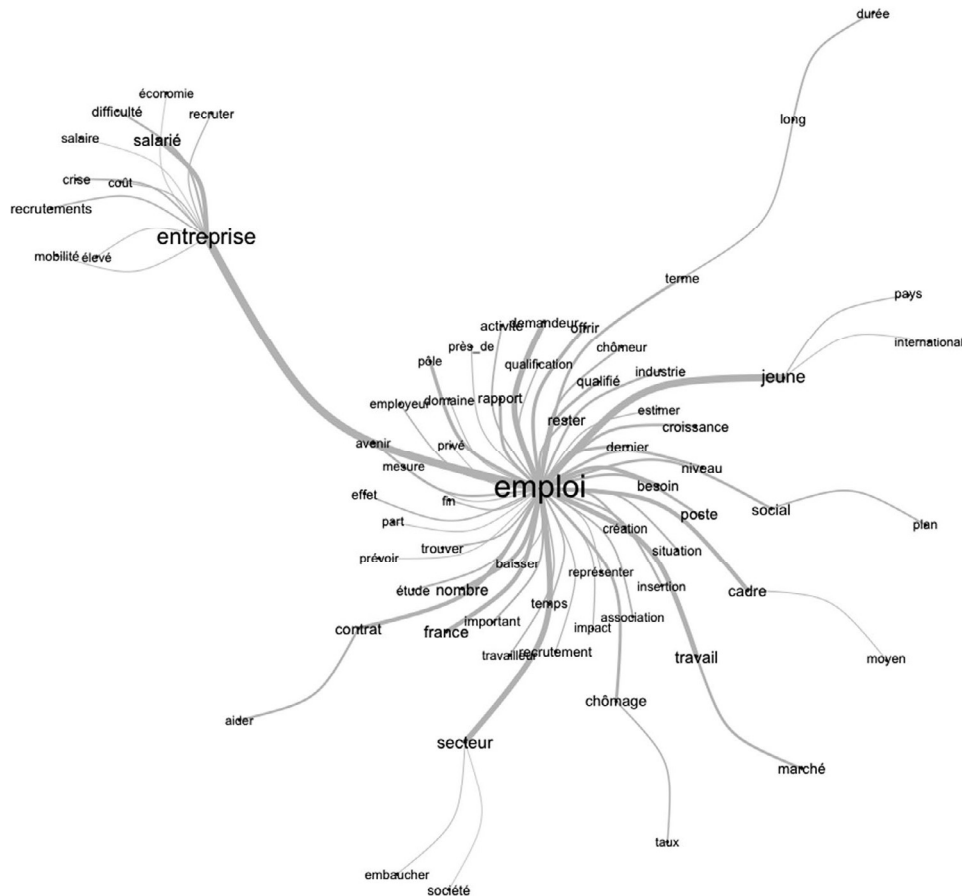 durée
économie
difficulté
recruter
long
salaire
salarié
crise
coût
recrutements
entreprise
mobilité
élevé
terme
pays
activité
demandeur
offrir
international
près_de
chômeur
pôle
qualification
industrie
jeune
qualifié
employeur
domaine
rapport
estimer
rester
croissance
avenir
privé
dernier
mesure
niveau
emploi
besoin
effet
fin
social
poste
part
création
plan
trouver
situation
prévoir
baisser
représenter
étude
nombre
insertion
cadre
temps
contrat
france
important
impact
association
travailleur
recrutement
travail
moyen
chômage
aider
secteur
marché
taux
embaucher
société